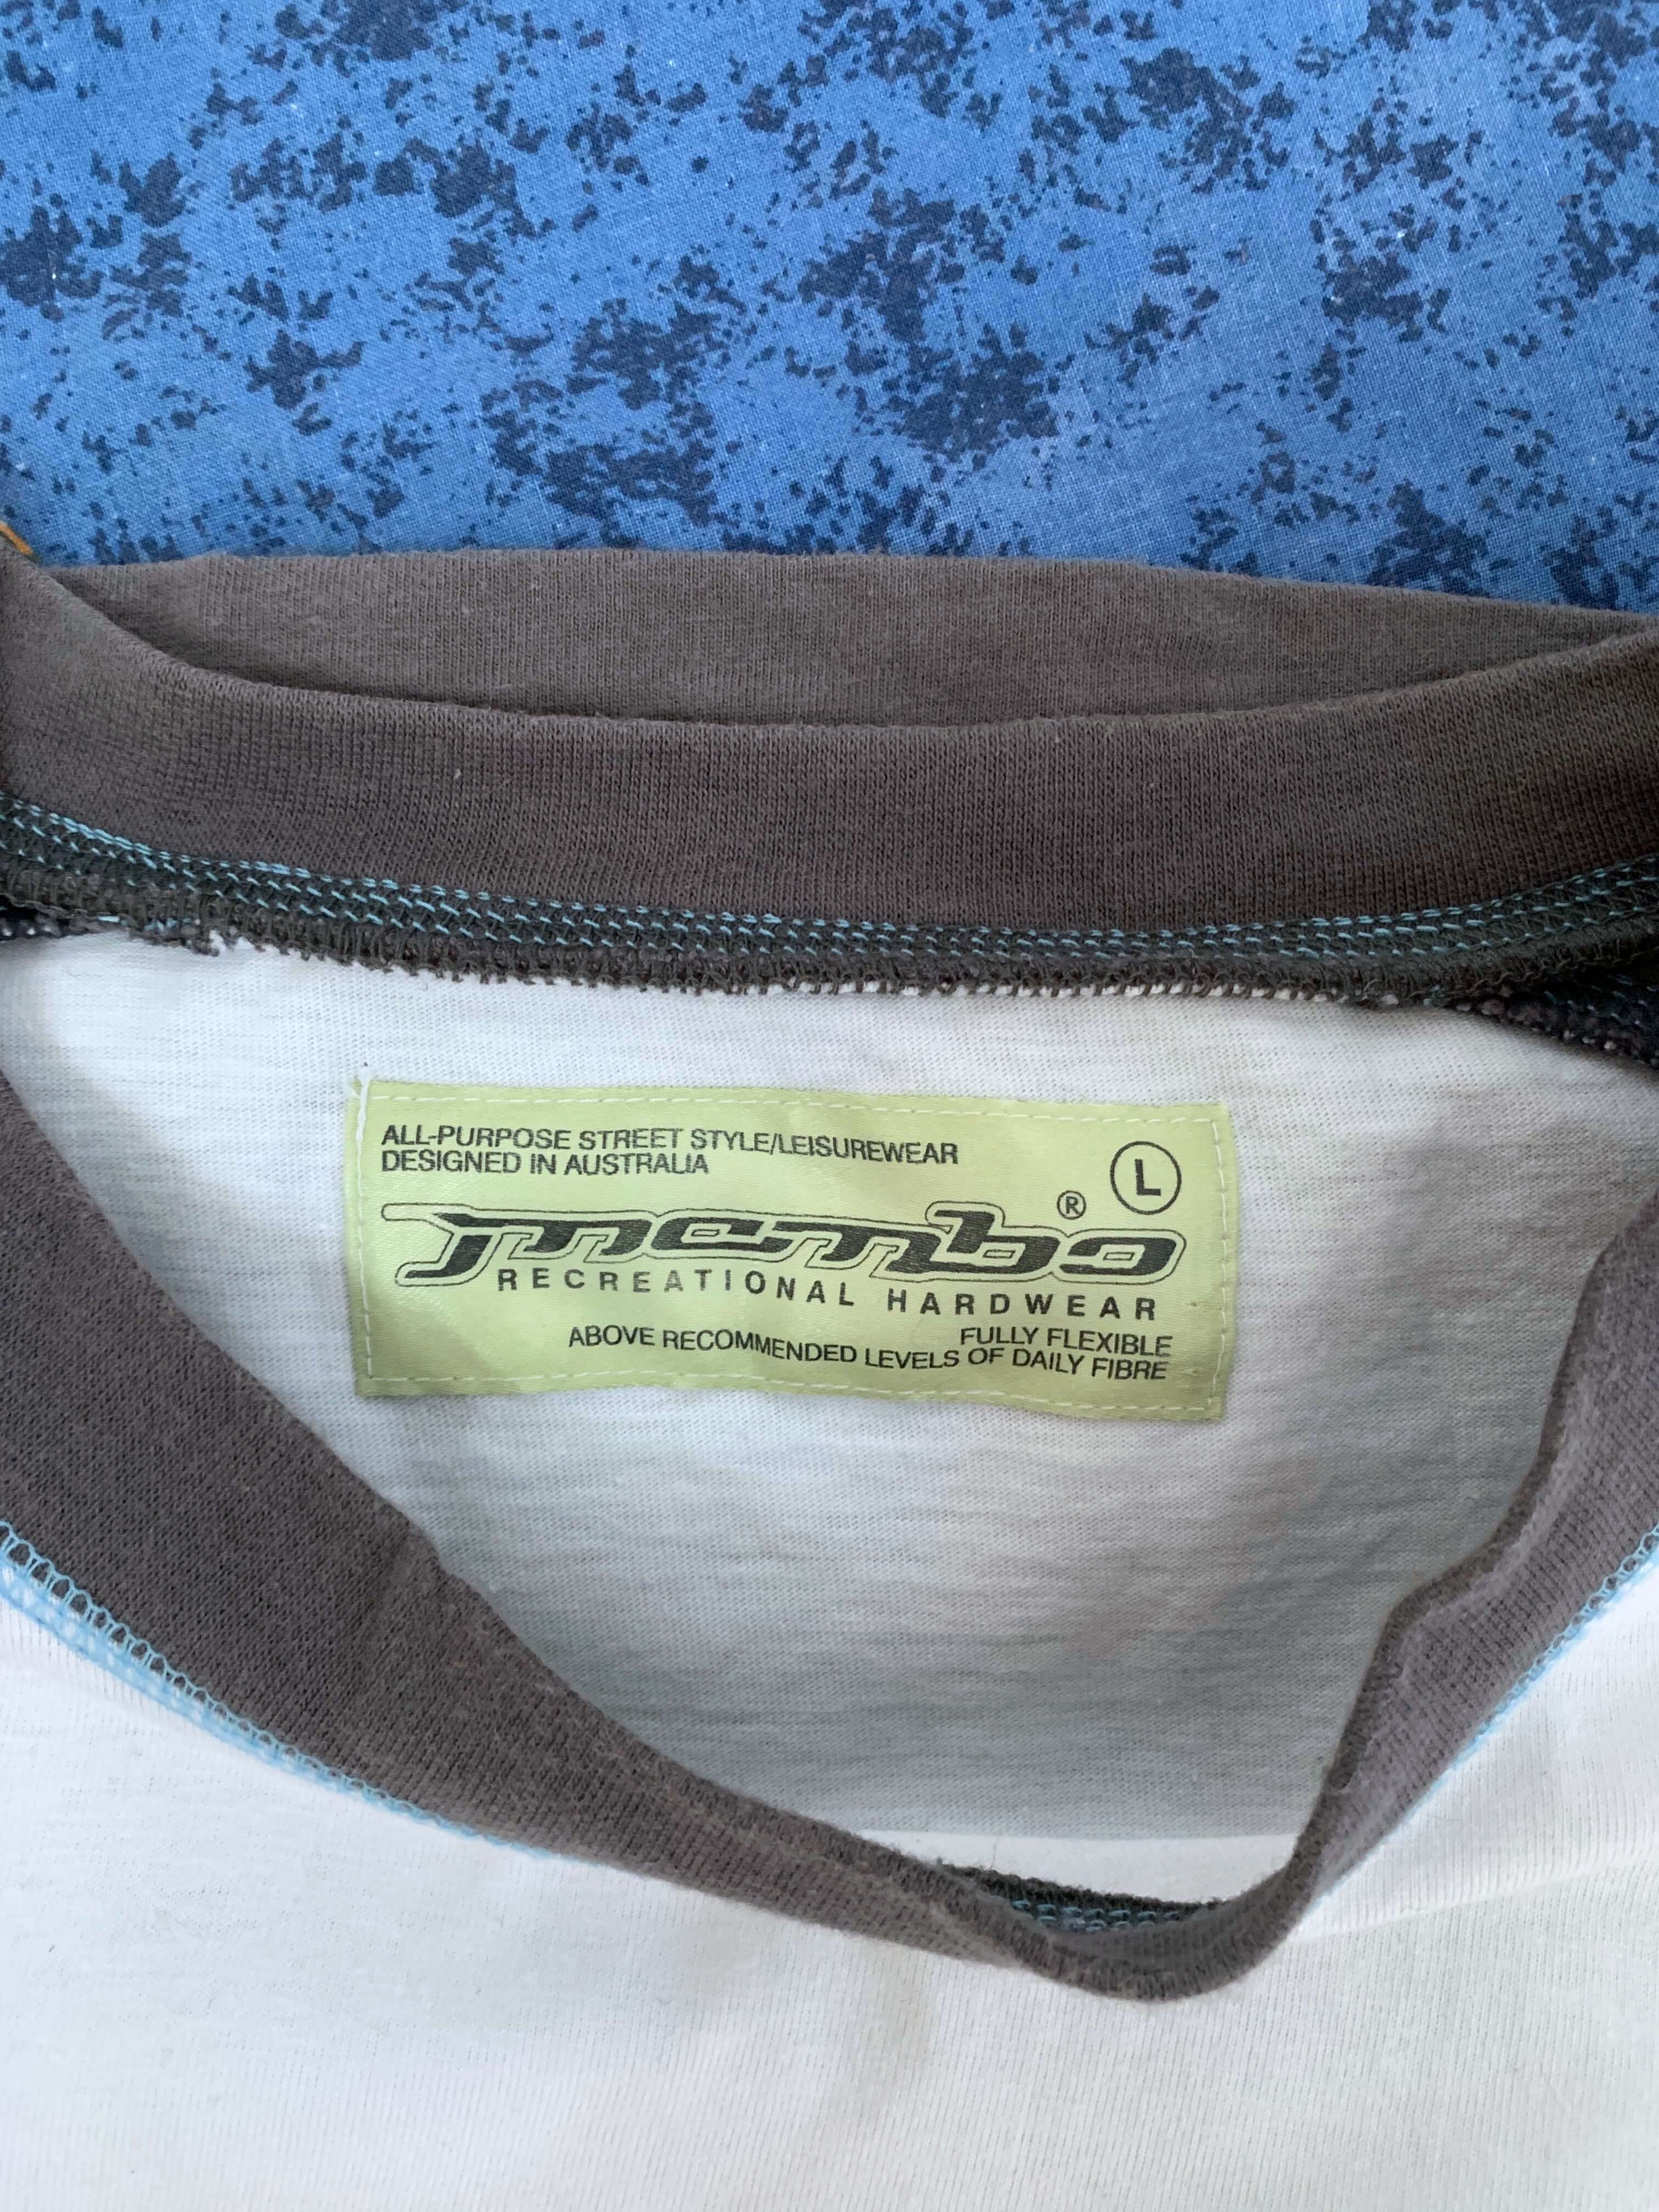 ALL-PURPOSE STREET STYLE/LEISUREWEAR
DESIGNED IN AUSTRALIA
L
mambo®
RECREATIONAL HARDWEAR
FULLY FLEXIBLE
ABOVE RECOMMENDED LEVELS OF DAILY FIBRE